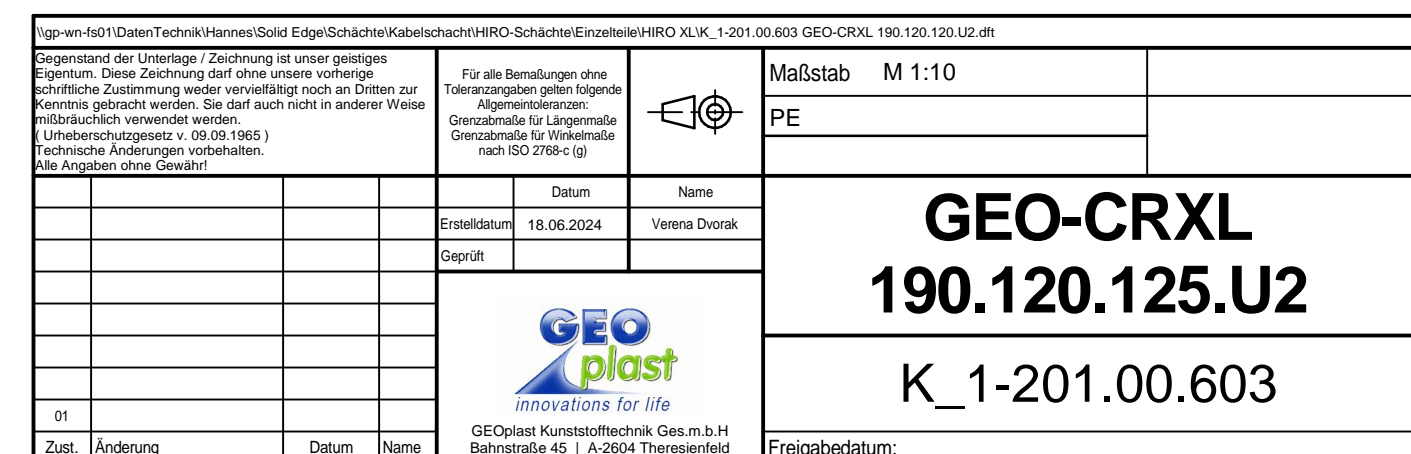 \\gp-wn-fs01\DatenTechnik\Hannes\Solid Edge\Schächte\Kabelschacht\HIRO-Schächte\Einzelteile\HIRO XL\K_1-201.00.603 GEO-CRXL 190.120.120.U2.dft
Gegenstand der Unterlage / Zeichnung ist unser geistiges
Eigentum. Diese Zeichnung darf ohne unsere vorherige
schriftliche Zustimmung weder vervielfältigt noch an Dritten zur
Kenntnis gebracht werden. Sie darf auch nicht in anderer Weise
mißbräuchlich verwendet werden.
( Urheberschutzgesetz v. 09.09.1965 )
Technische Änderungen vorbehalten.
Alle Angaben ohne Gewähr!
Für alle Bemaßungen ohne
Toleranzangaben gelten folgende
Allgemeintoleranzen:
Grenzabmaße für Längenmaße
Grenzabmaße für Winkelmaße
nach ISO 2768-c (g)
Maßstab M 1:10
PE
Datum Name
Erstelldatum 18.06.2024 Verena Dvorak
Geprüft
GEO-CRXL
190.120.125.U2
GEO
plast
innovations for life
K_1-201.00.603
01
Zust. Änderung Datum Name
GEOplast Kunststofftechnik Ges.m.b.H
Bahnstraße 45 | A-2604 Theresienfeld
Freigabedatum: